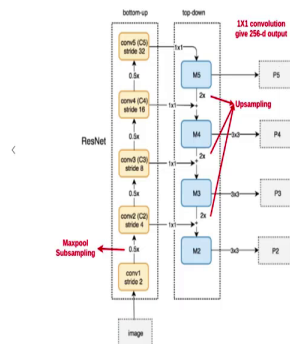 bottom-up
top-down
1X1 convolution
give 256-d output
conv5 (C5)
stride 32
1x1
M5
P5
0.5x
2x
Upsampling
conv4 (C4)
stride 16
1x1
+
M4
3x3
P4
ResNet
0.5x
2x
conv3 (C3)
stride 8
1x1
+
M3
3x3
P3
0.5x
2x
conv2 (C2)
stride 4
1x1
+
M2
3x3
P2
Maxpool
Subsampling
0.5x
conv1
stride 2
image